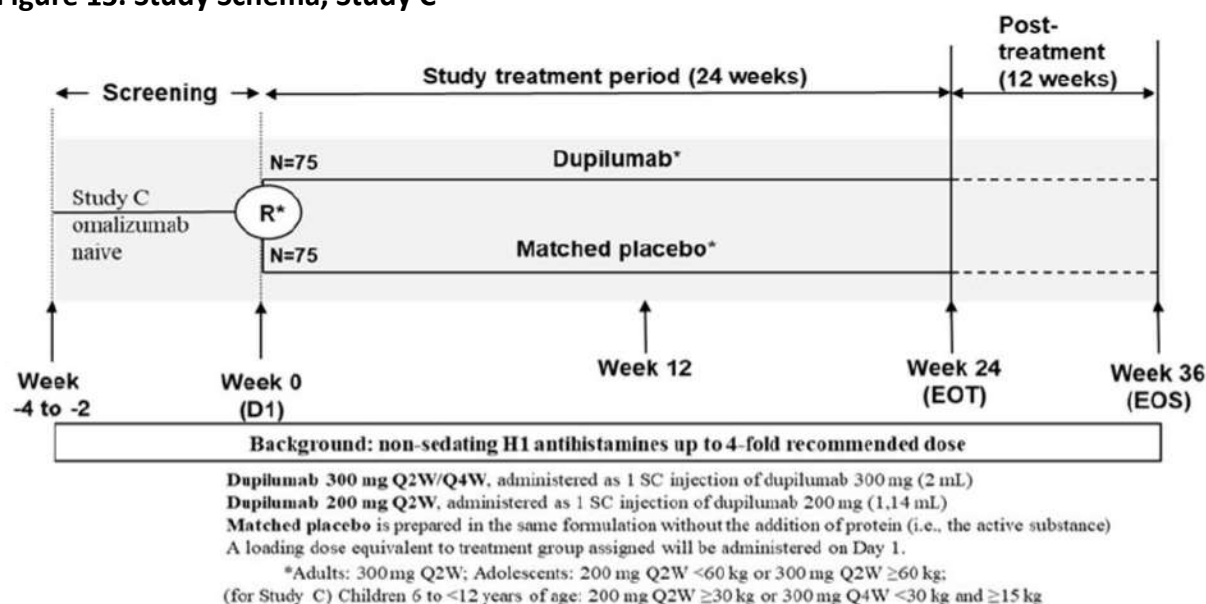 Figure 15. Study Schema, Study C
Post-
treatment
(12 weeks)
Screening
Study treatment period (24 weeks)
N=75
Dupilumab*
Study C
omalizumab
naive
R*
N=75
Matched placebo*
Week
-4 to -2
Week 0
(D1)
Week 12
Week 24
(EOT)
Week 36
(EOS)
Background: non-sedating H1 antihistamines up to 4-fold recommended dose
Dupilumab 300 mg Q2W/Q4W, administered as 1 SC injection of dupilumab 300 mg (2 mL)
Dupilumab 200 mg Q2W, administered as 1 SC injection of dupilumab 200 mg (1,14 mL)
Matched placebo is prepared in the same formulation without the addition of protein (i.e., the active substance)
A loading dose equivalent to treatment group assigned will be administered on Day 1.
*Adults: 300mg Q2W; Adolescents: 200 mg Q2W <60 kg or 300 mg Q2W ≥60 kg;
(for Study C) Children 6 to <12 years of age: 200 mg Q2W ≥30 kg or 300 mg Q4W <30 kg and ≥15 kg